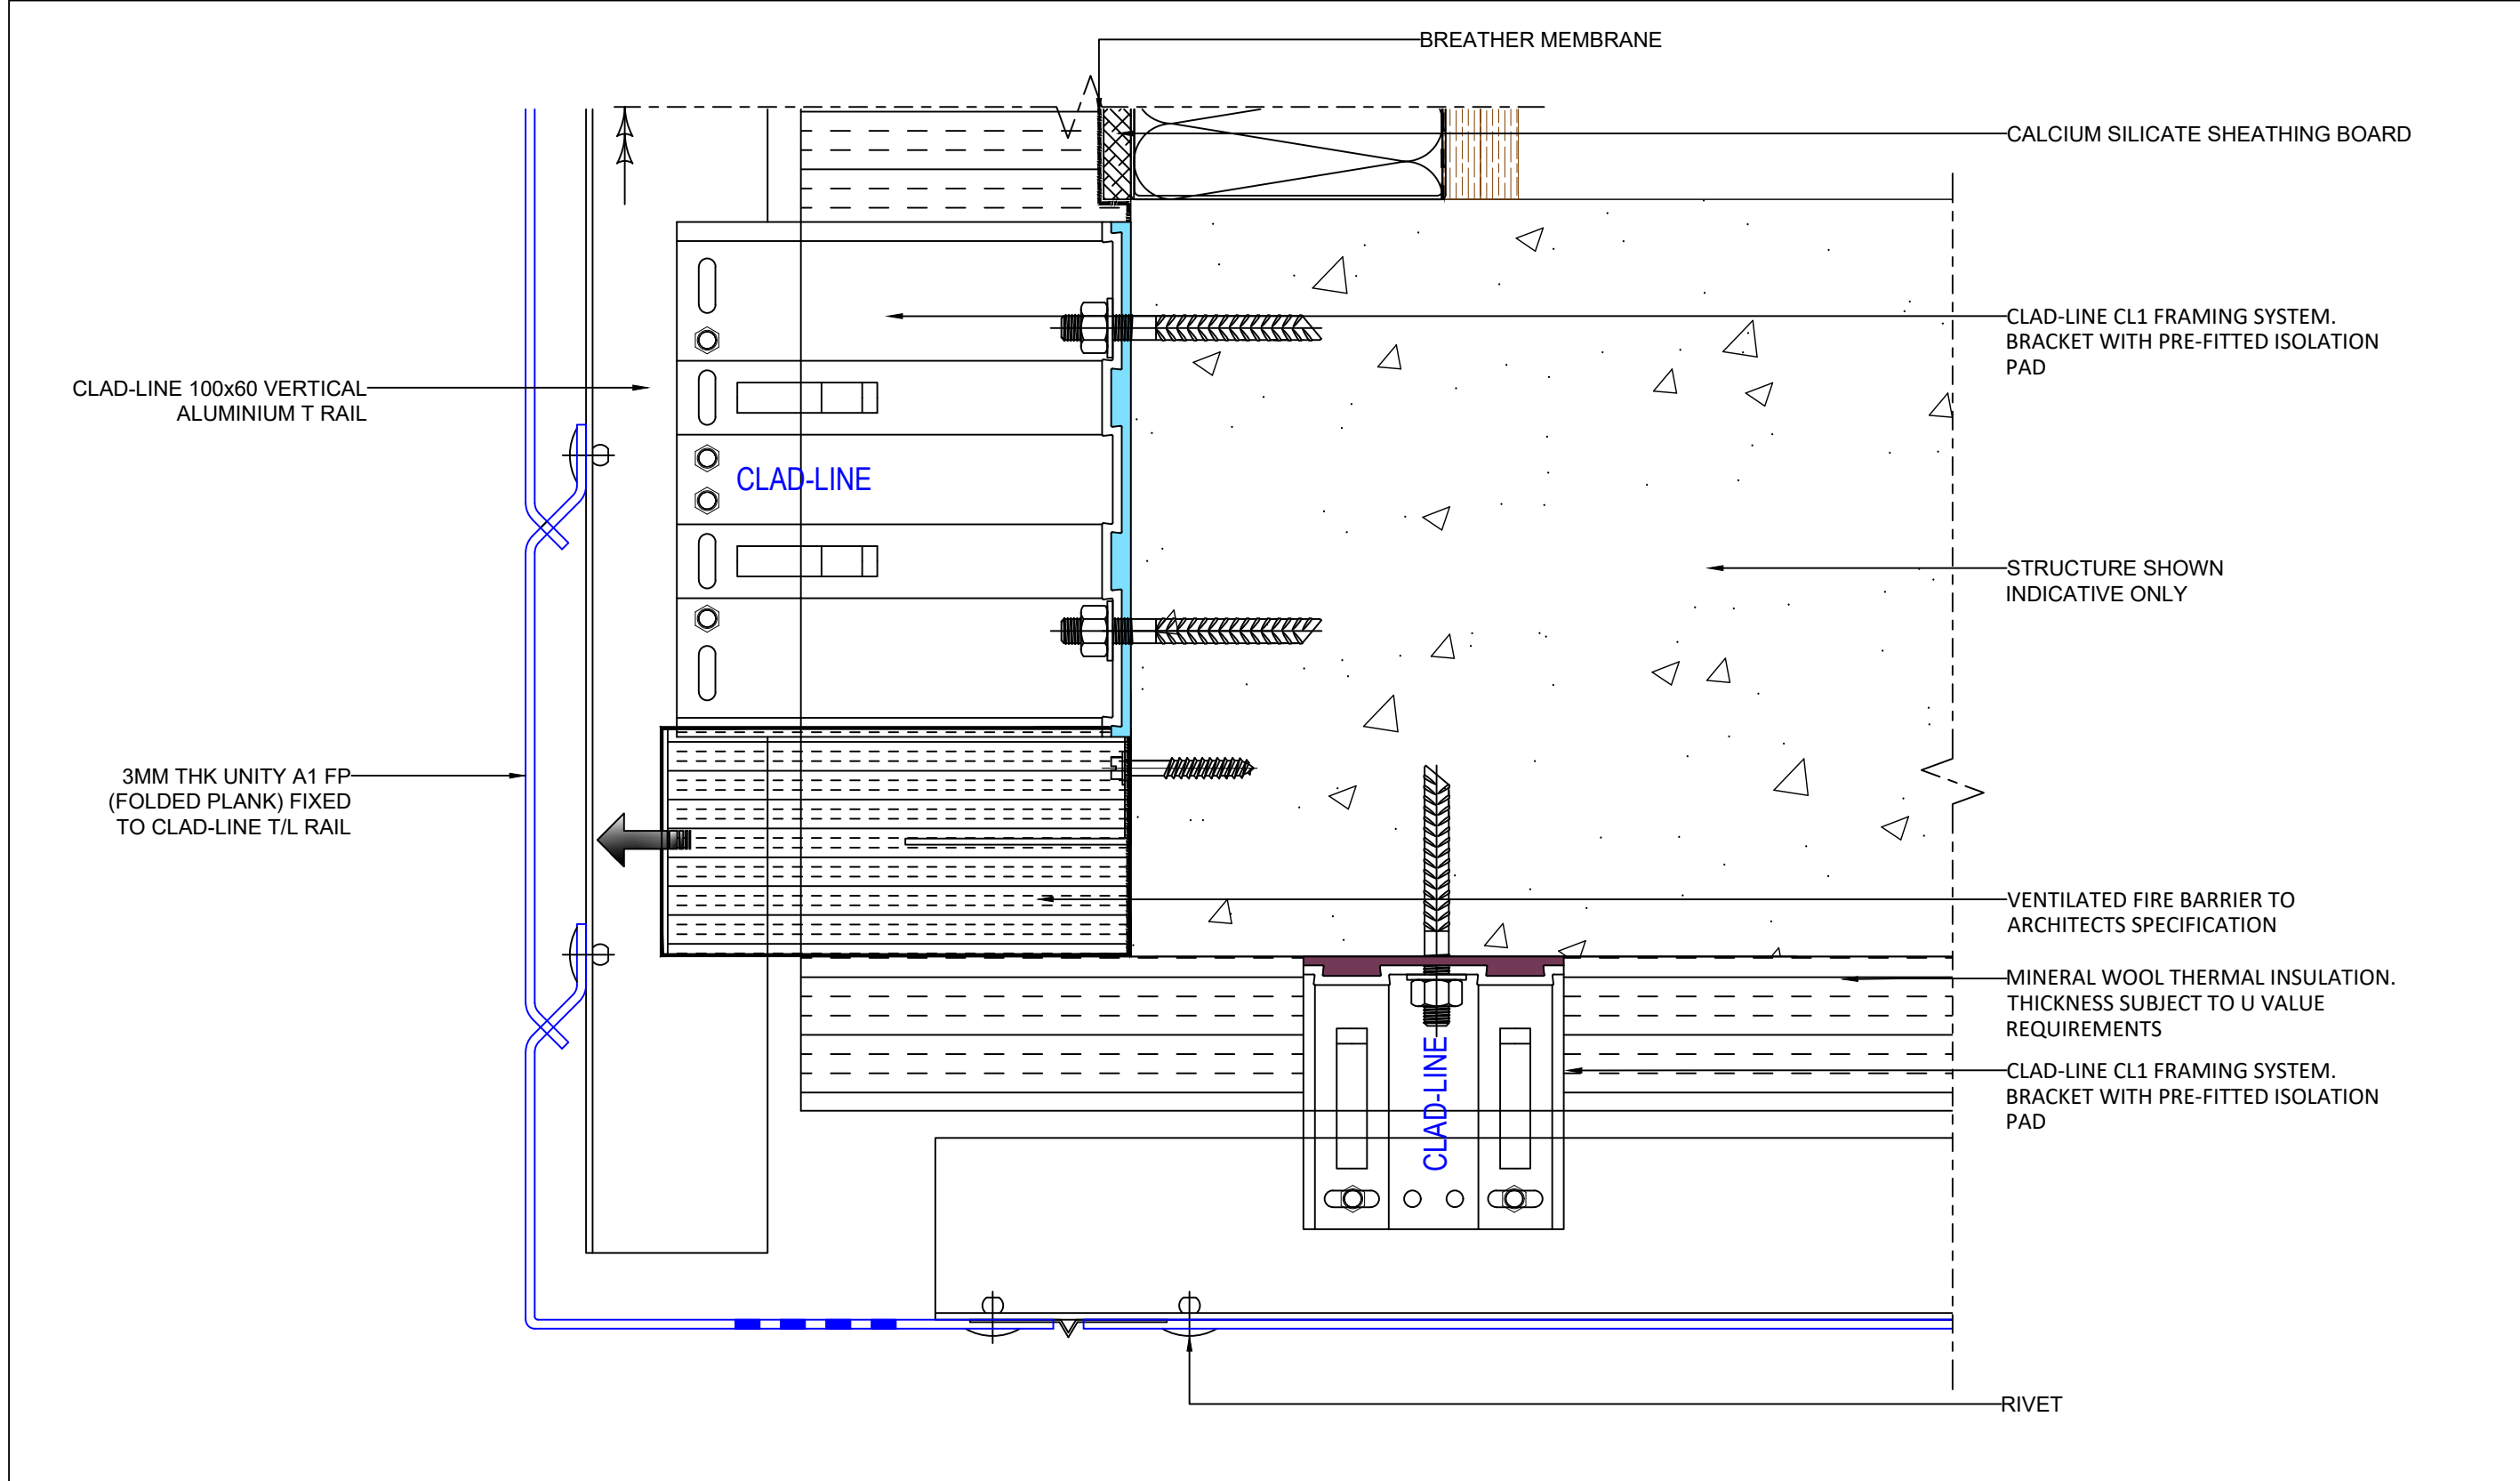 BREATHER MEMBRANE
CALCIUM SILICATE SHEATHING BOARD
CLAD-LINE CL1 FRAMING SYSTEM.
BRACKET WITH PRE-FITTED ISOLATION
PAD
CLAD-LINE 100x60 VERTICAL
ALUMINIUM T RAIL
CLAD-LINE
STRUCTURE SHOWN
INDICATIVE ONLY
3MM THK UNITY A1 FP
(FOLDED PLANK) FIXED
TO CLAD-LINE T/L RAIL
VENTILATED FIRE BARRIER TO
ARCHITECTS SPECIFICATION
MINERAL WOOL THERMAL INSULATION.
THICKNESS SUBJECT TO U VALUE
REQUIREMENTS
CLAD-LINE CL1 FRAMING SYSTEM.
BRACKET WITH PRE-FITTED ISOLATION
PAD
CLAD-LINE
RIVET